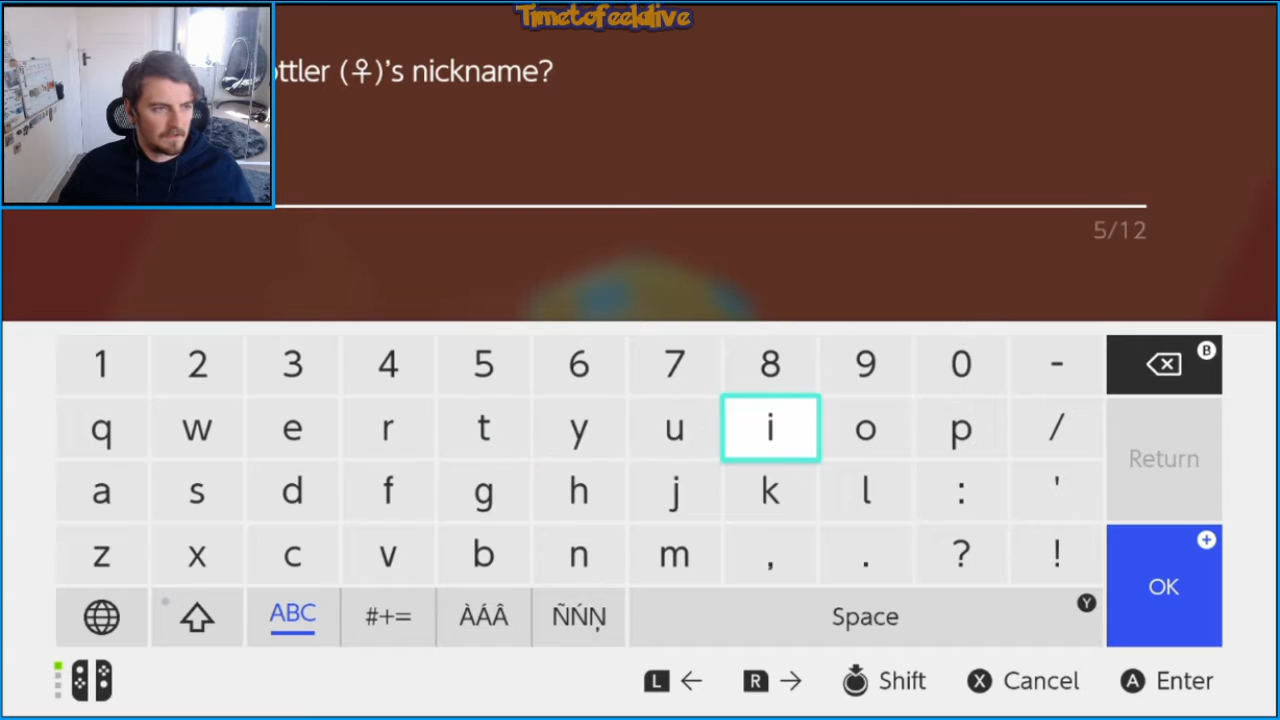 Timetofeelalive
ttler (♀)’s nickname?
5/12
1 2 3 4 5 6 7 8 9 0 - B
q w e r t y u i o p / Return
a s d f g h j k l : '
z x c v b n m , . ? ! + OK
ABC #+= ÀÁÂ ÑŃŅ Space Y
L ← R → Shift X Cancel A Enter